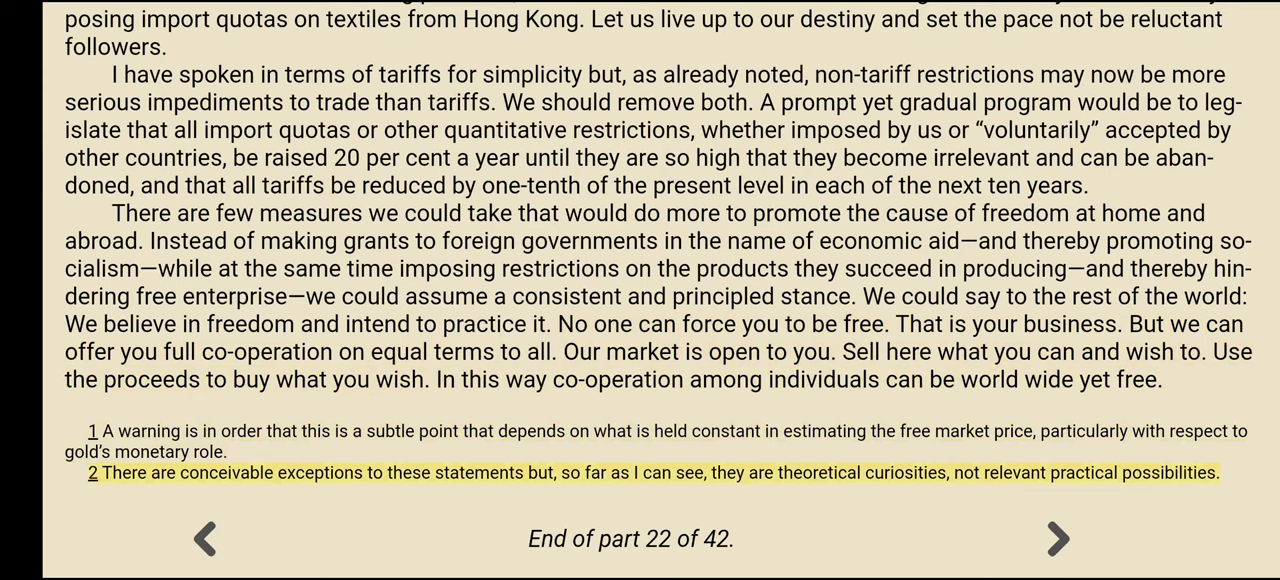 posing import quotas on textiles from Hong Kong. Let us live up to our destiny and set the pace not be reluctant
followers.
I have spoken in terms of tariffs for simplicity but, as already noted, non-tariff restrictions may now be more
serious impediments to trade than tariffs. We should remove both. A prompt yet gradual program would be to leg-
islate that all import quotas or other quantitative restrictions, whether imposed by us or “voluntarily” accepted by
other countries, be raised 20 per cent a year until they are so high that they become irrelevant and can be aban-
doned, and that all tariffs be reduced by one-tenth of the present level in each of the next ten years.
There are few measures we could take that would do more to promote the cause of freedom at home and
abroad. Instead of making grants to foreign governments in the name of economic aid—and thereby promoting so-
cialism—while at the same time imposing restrictions on the products they succeed in producing—and thereby hin-
dering free enterprise—we could assume a consistent and principled stance. We could say to the rest of the world:
We believe in freedom and intend to practice it. No one can force you to be free. That is your business. But we can
offer you full co-operation on equal terms to all. Our market is open to you. Sell here what you can and wish to. Use
the proceeds to buy what you wish. In this way co-operation among individuals can be world wide yet free.
1 A warning is in order that this is a subtle point that depends on what is held constant in estimating the free market price, particularly with respect to
gold’s monetary role.
2 There are conceivable exceptions to these statements but, so far as I can see, they are theoretical curiosities, not relevant practical possibilities.
End of part 22 of 42.